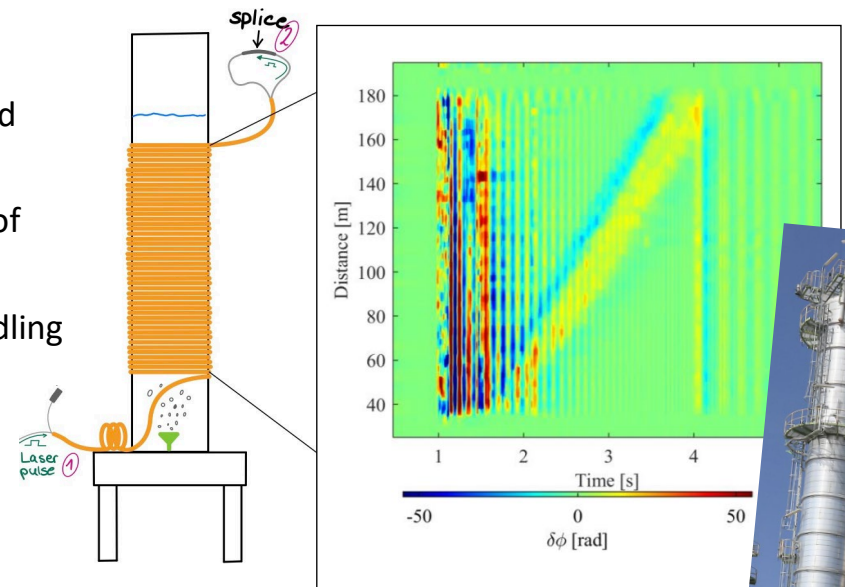 d
of
dling
splice
2
Laser
pulse
1
Distance [m]
180
160
140
120
100
80
60
40
1 2 3 4
Time [s]
-50 0 50
δϕ [rad]